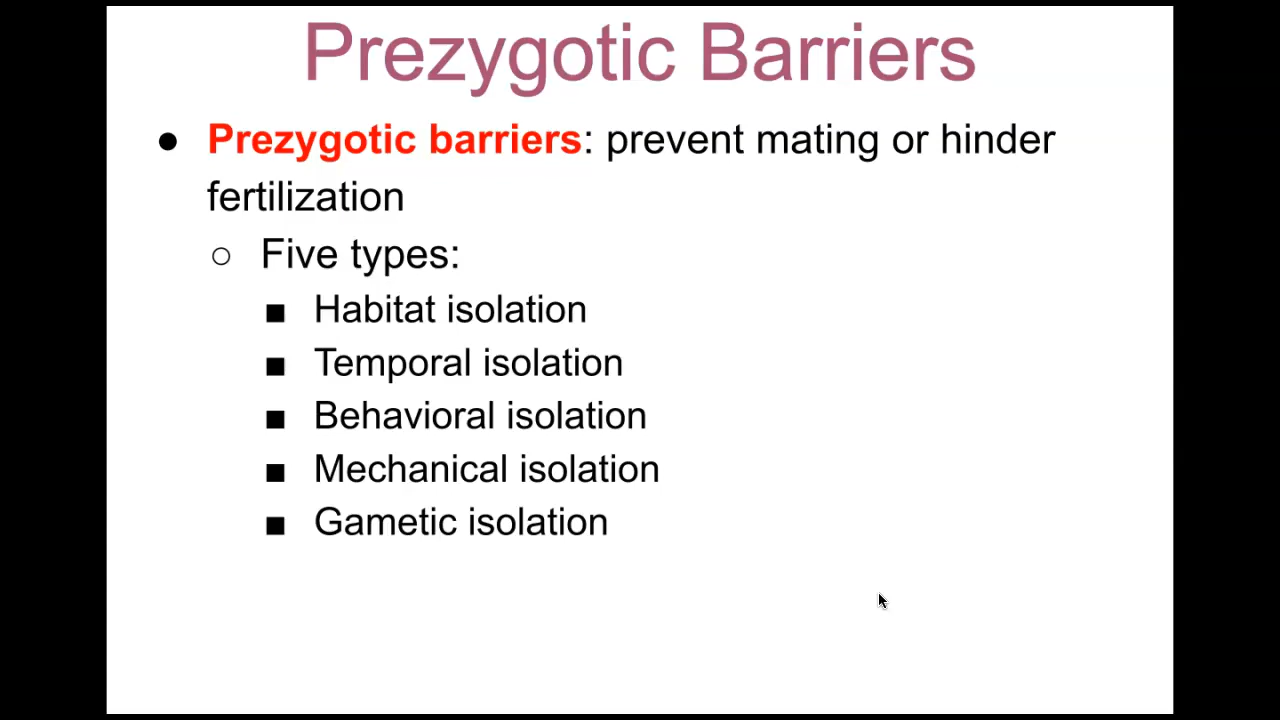 Prezygotic Barriers
● Prezygotic barriers: prevent mating or hinder
fertilization
○ Five types:
■ Habitat isolation
■ Temporal isolation
■ Behavioral isolation
■ Mechanical isolation
■ Gametic isolation